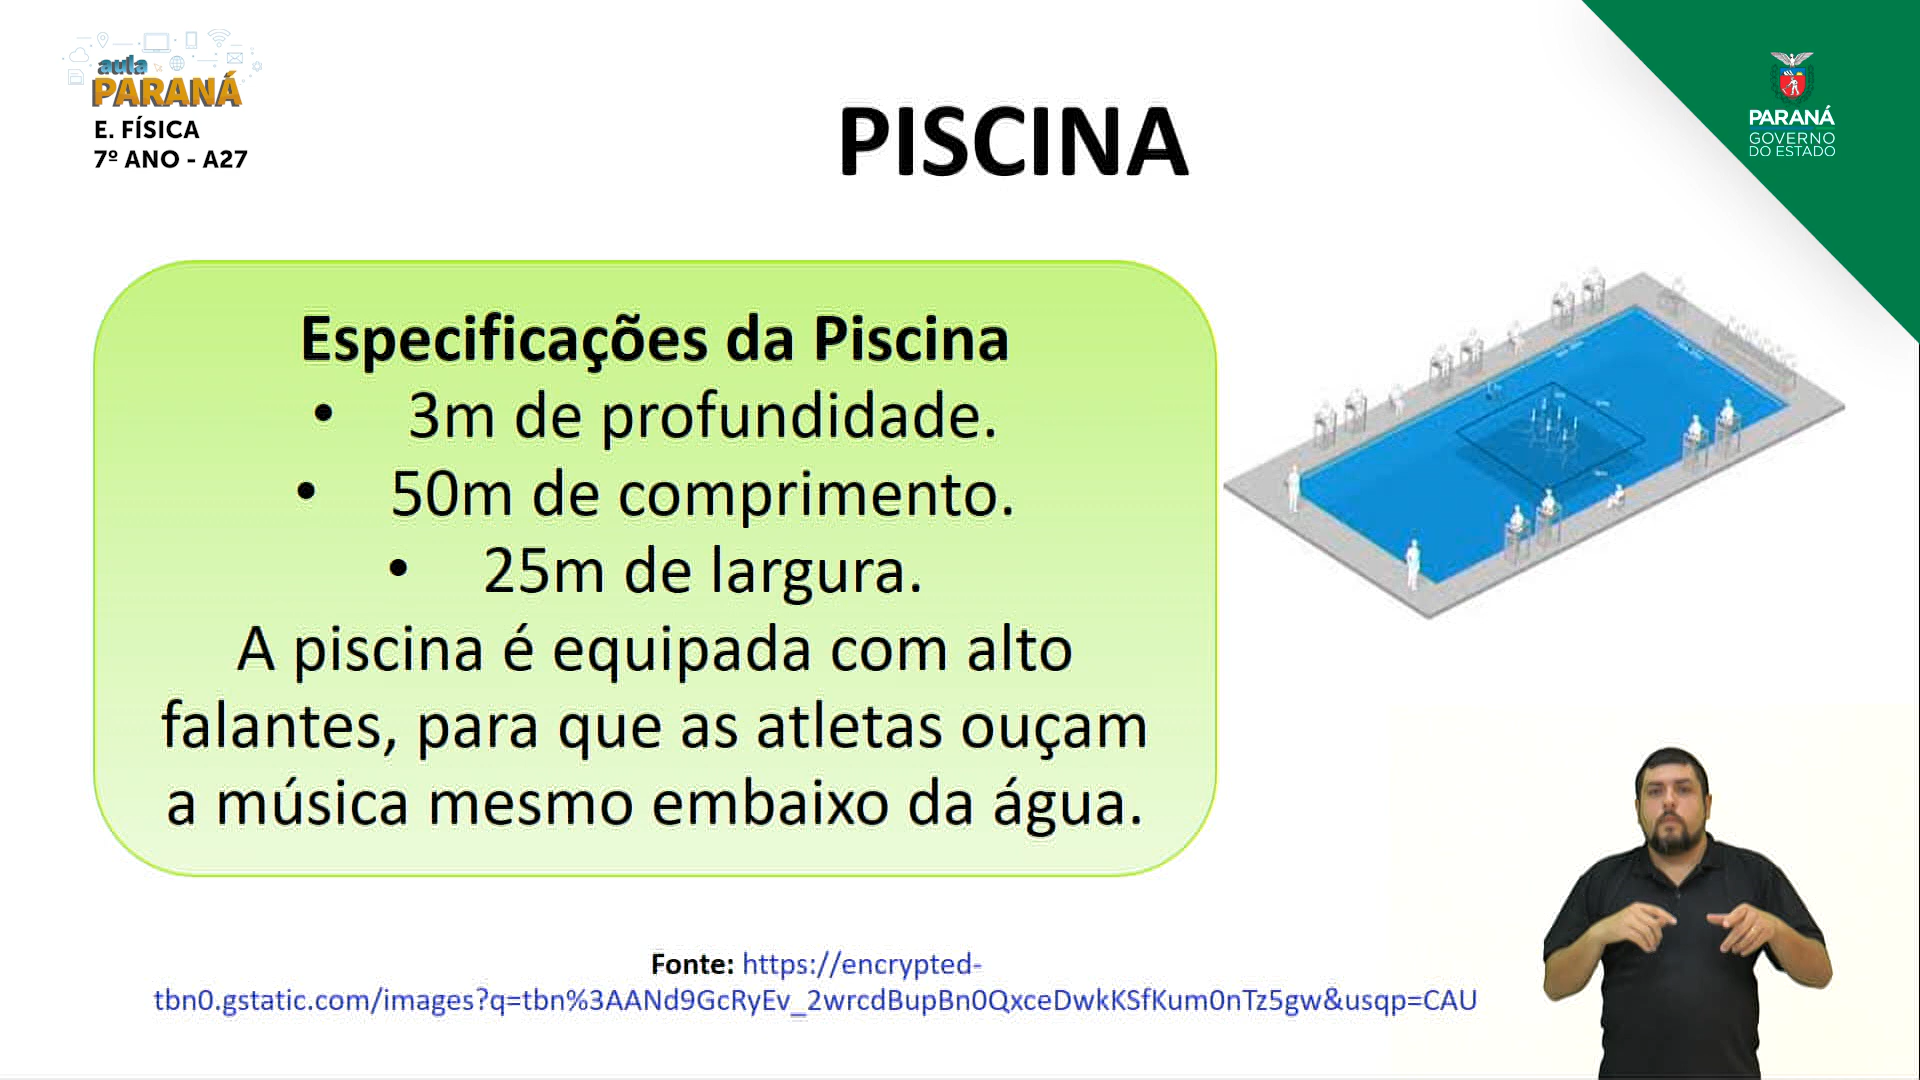 aula
PARANÁ
E. FÍSICA
7º ANO - A27
PISCINA
PARANÁ
GOVERNO
DO ESTADO
Especificações da Piscina
• 3m de profundidade.
• 50m de comprimento.
• 25m de largura.
A piscina é equipada com alto
falantes, para que as atletas ouçam
a música mesmo embaixo da água.
Fonte: https://encrypted-
tbn0.gstatic.com/images?q=tbn%3AANd9GcRyEv_2wrcdBupBn0QxceDwkKSfKum0nTz5gw&usqp=CAU